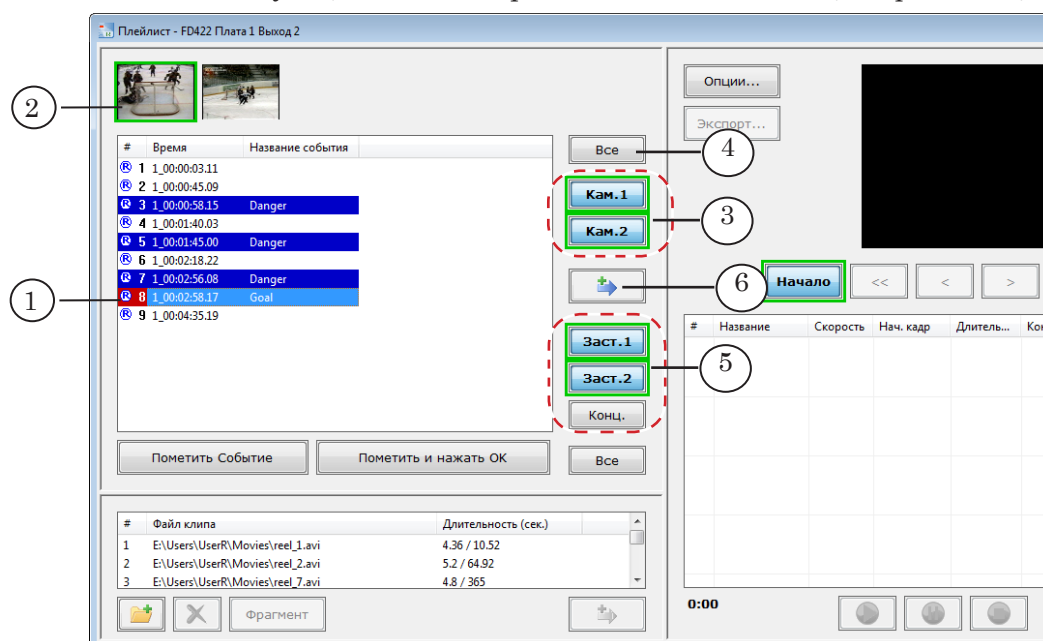 Плейлист - FD422 Плата 1 Выход 2
2
Опции...
Экспорт...
# Время Название события
® 1 1_00:00:03.11
® 2 1_00:00:45.09
® 3 1_00:00:58.15 Danger
® 4 1_00:01:40.03
® 5 1_00:01:45.00 Danger
® 6 1_00:02:18.22
® 7 1_00:02:56.08 Danger
® 8 1_00:02:58.17 Goal
® 9 1_00:04:35.19
1
Все
4
Кам.1
Кам.2
3
6
Начало << < >
Заст.1
Заст.2
Конц.
5
Все
Пометить Событие Пометить и нажать ОК
# Название Скорость Нач. кадр Длитель... Ко
# Файл клипа Длительность (сек.)
1 E:\Users\UserR\Movies\reel_1.avi 4.36 / 10.52
2 E:\Users\UserR\Movies\reel_2.avi 5.2 / 64.92
3 E:\Users\UserR\Movies\reel_7.avi 4.8 / 365
Фрагмент
0:00